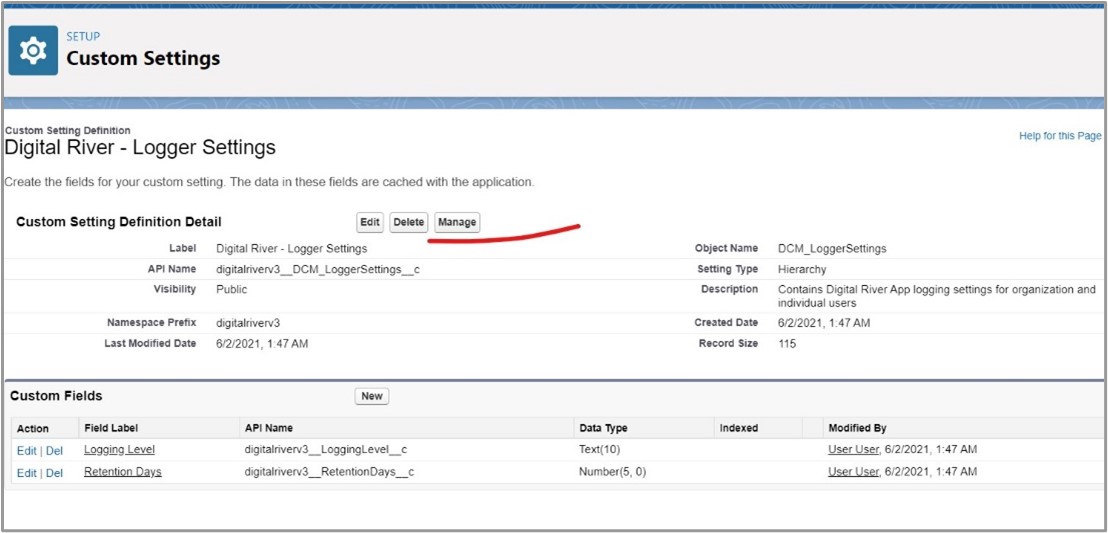 SETUP
Custom Settings
Custom Setting Definition
Digital River - Logger Settings
Help for this Page
Create the fields for your custom setting. The data in these fields are cached with the application.
Custom Setting Definition Detail Edit Delete Manage
Label Digital River - Logger Settings Object Name DCM_LoggerSettings
API Name digitalriverv3__DCM_LoggerSettings__c Setting Type Hierarchy
Visibility Public Description Contains Digital River App logging settings for organization and
individual users
Namespace Prefix digitalriverv3 Created Date 6/2/2021, 1:47 AM
Last Modified Date 6/2/2021, 1:47 AM Record Size 115
Custom Fields New
Action Field Label API Name Data Type Indexed Modified By
Edit | Del Logging Level digitalriverv3__LoggingLevel__c Text(10) User User, 6/2/2021, 1:47 AM
Edit | Del Retention Days digitalriverv3__RetentionDays__c Number(5, 0) User User, 6/2/2021, 1:47 AM